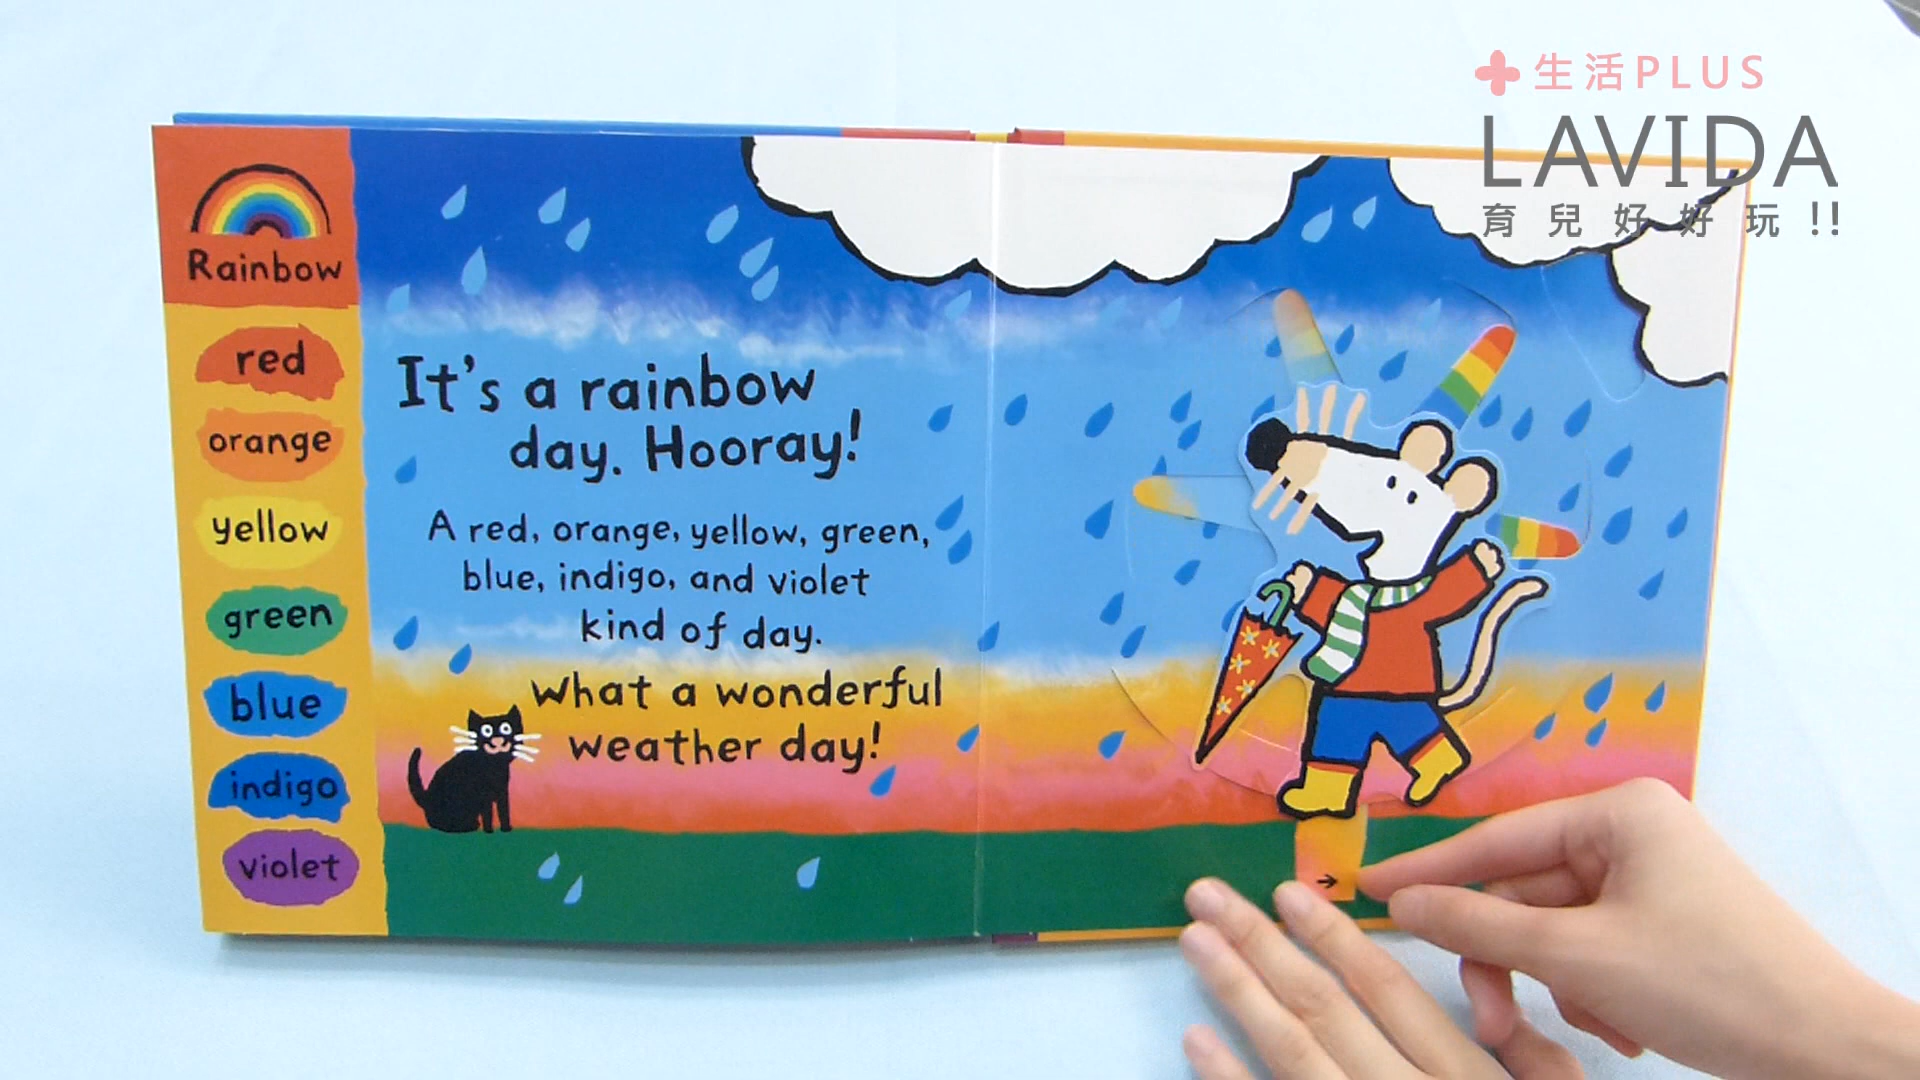 生活PLUS
LAVIDA
育兒好好玩!!
Rainbow
red
orange
yellow
green
blue
indigo
violet
It's a rainbow
day. Hooray!
A red, orange, yellow, green,
blue, indigo, and violet
kind of day.
What a wonderful
weather day!
→